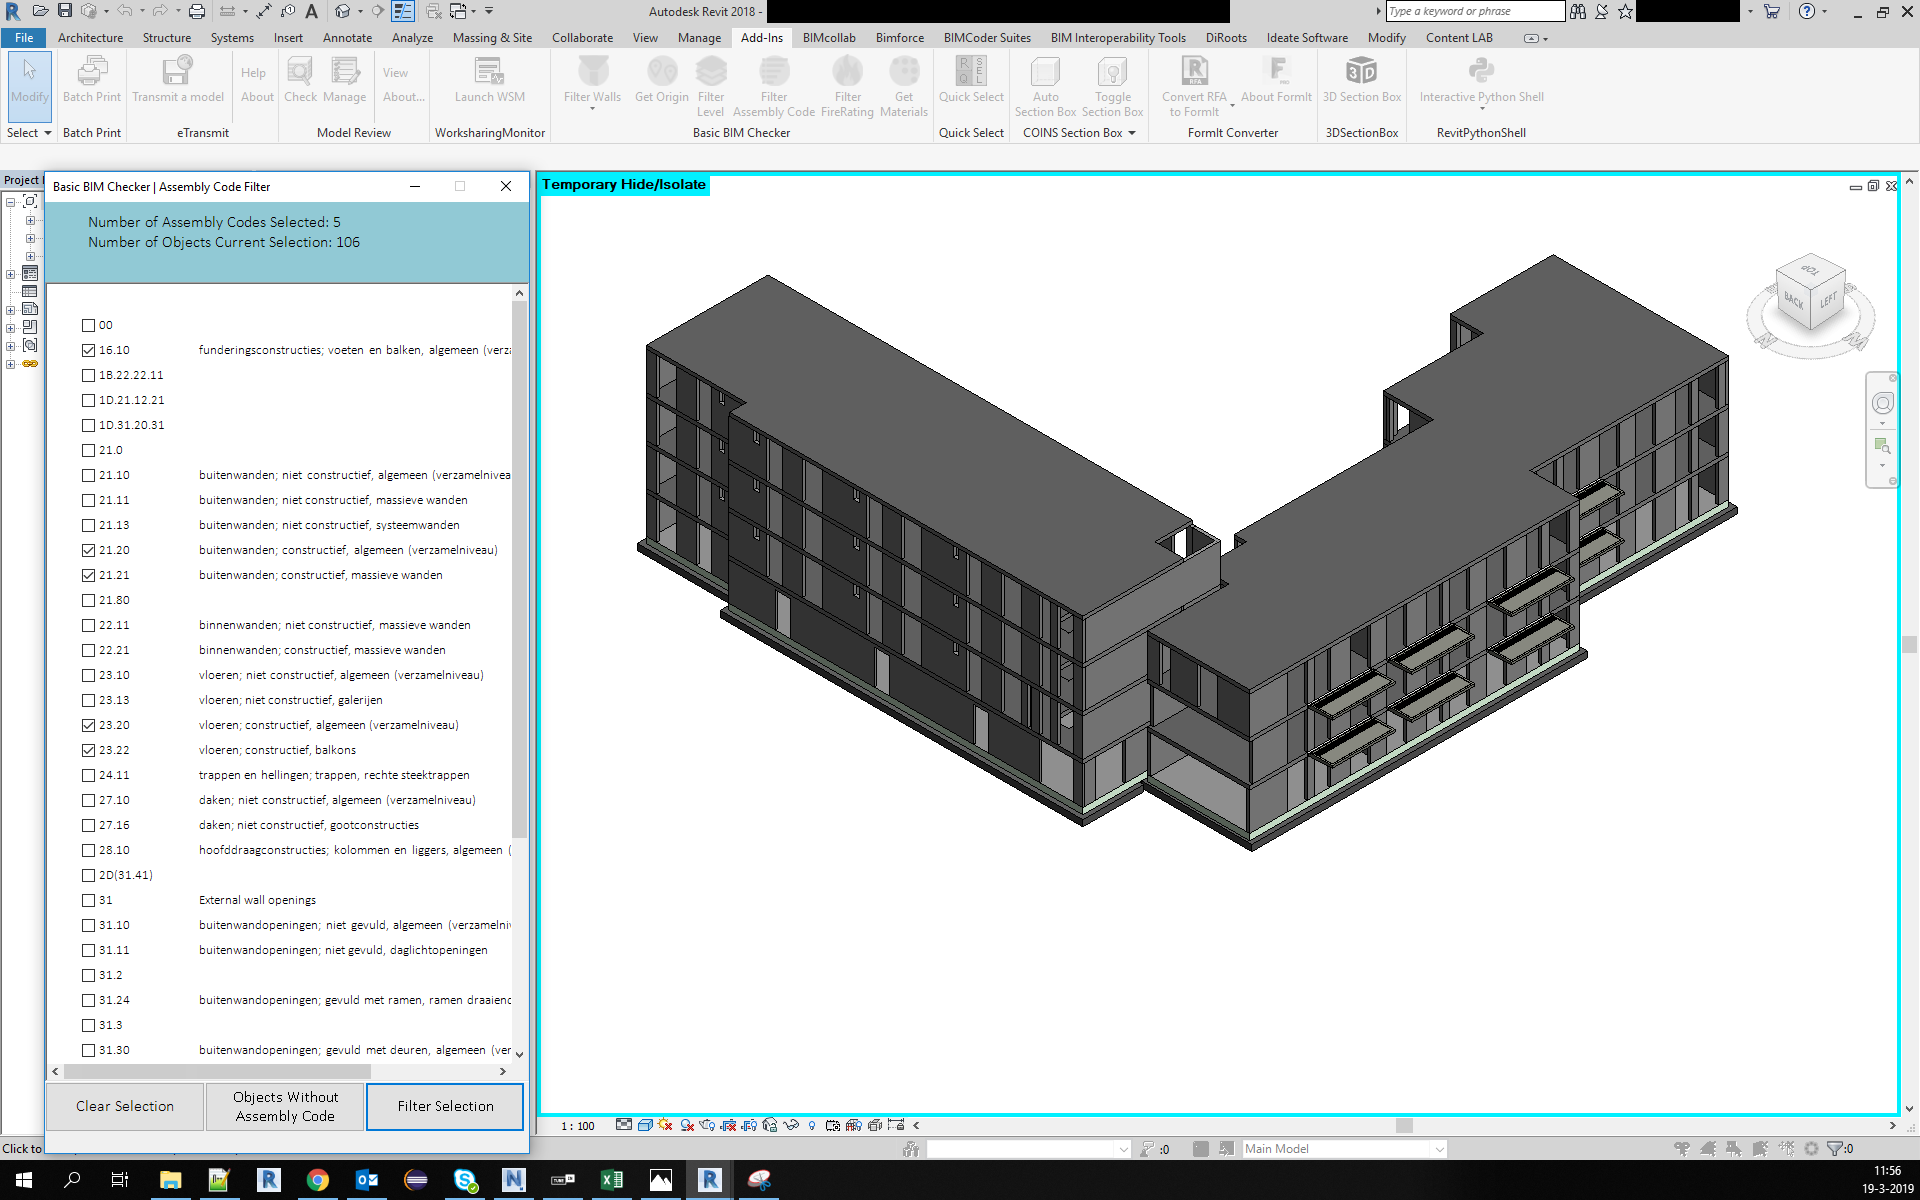 Autodesk Revit 2018 -
Type a keyword or phrase
File Architecture Structure Systems Insert Annotate Analyze Massing & Site Collaborate View Manage Add-Ins BIMcollab Bimforce BIMCoder Suites BIM Interoperability Tools DiRoots Ideate Software Modify Content LAB
Modify
Batch Print
Transmit a model
Help
About
Check Manage
View
About...
Launch WSM
Filter Walls
Get Origin
Filter Level
Filter Assembly Code
Filter FireRating
Get Materials
Quick Select
Auto Section Box
Toggle Section Box
Convert RFA to FormIt
About FormIt
3D Section Box
Interactive Python Shell
Select Batch Print eTransmit Model Review WorksharingMonitor Basic BIM Checker Quick Select COINS Section Box FormIt Converter 3DSectionBox RevitPythonShell
Project
Basic BIM Checker | Assembly Code Filter
Number of Assembly Codes Selected: 5
Number of Objects Current Selection: 106
00
16.10 funderingsconstructies; voeten en balken, algemeen (verz
1B.22.22.11
1D.21.12.21
1D.31.20.31
21.0
21.10 buitenwanden; niet constructief, algemeen (verzamelnivea
21.11 buitenwanden; niet constructief, massieve wanden
21.13 buitenwanden; niet constructief, systeemwanden
21.20 buitenwanden; constructief, algemeen (verzamelniveau)
21.21 buitenwanden; constructief, massieve wanden
21.80
22.11 binnenwanden; niet constructief, massieve wanden
22.21 binnenwanden; constructief, massieve wanden
23.10 vloeren; niet constructief, algemeen (verzamelniveau)
23.13 vloeren; niet constructief, galerijen
23.20 vloeren; constructief, algemeen (verzamelniveau)
23.22 vloeren; constructief, balkons
24.11 trappen en hellingen; trappen, rechte steektrappen
27.10 daken; niet constructief, algemeen (verzamelniveau)
27.16 daken; niet constructief, gootconstructies
28.10 hoofddraagconstructies; kolommen en liggers, algemeen (
2D(31.41)
31 External wall openings
31.10 buitenwandopeningen; niet gevuld, algemeen (verzamelni
31.11 buitenwandopeningen; niet gevuld, daglichtopeningen
31.2
31.24 buitenwandopeningen; gevuld met ramen, ramen draaiend
31.3
31.30 buitenwandopeningen; gevuld met deuren, algemeen (ver
Clear Selection
Objects Without Assembly Code
Filter Selection
Temporary Hide/Isolate
TOP
BACK
LEFT
1 : 100
Click to
:0
Main Model
:0
11:56
19-3-2019